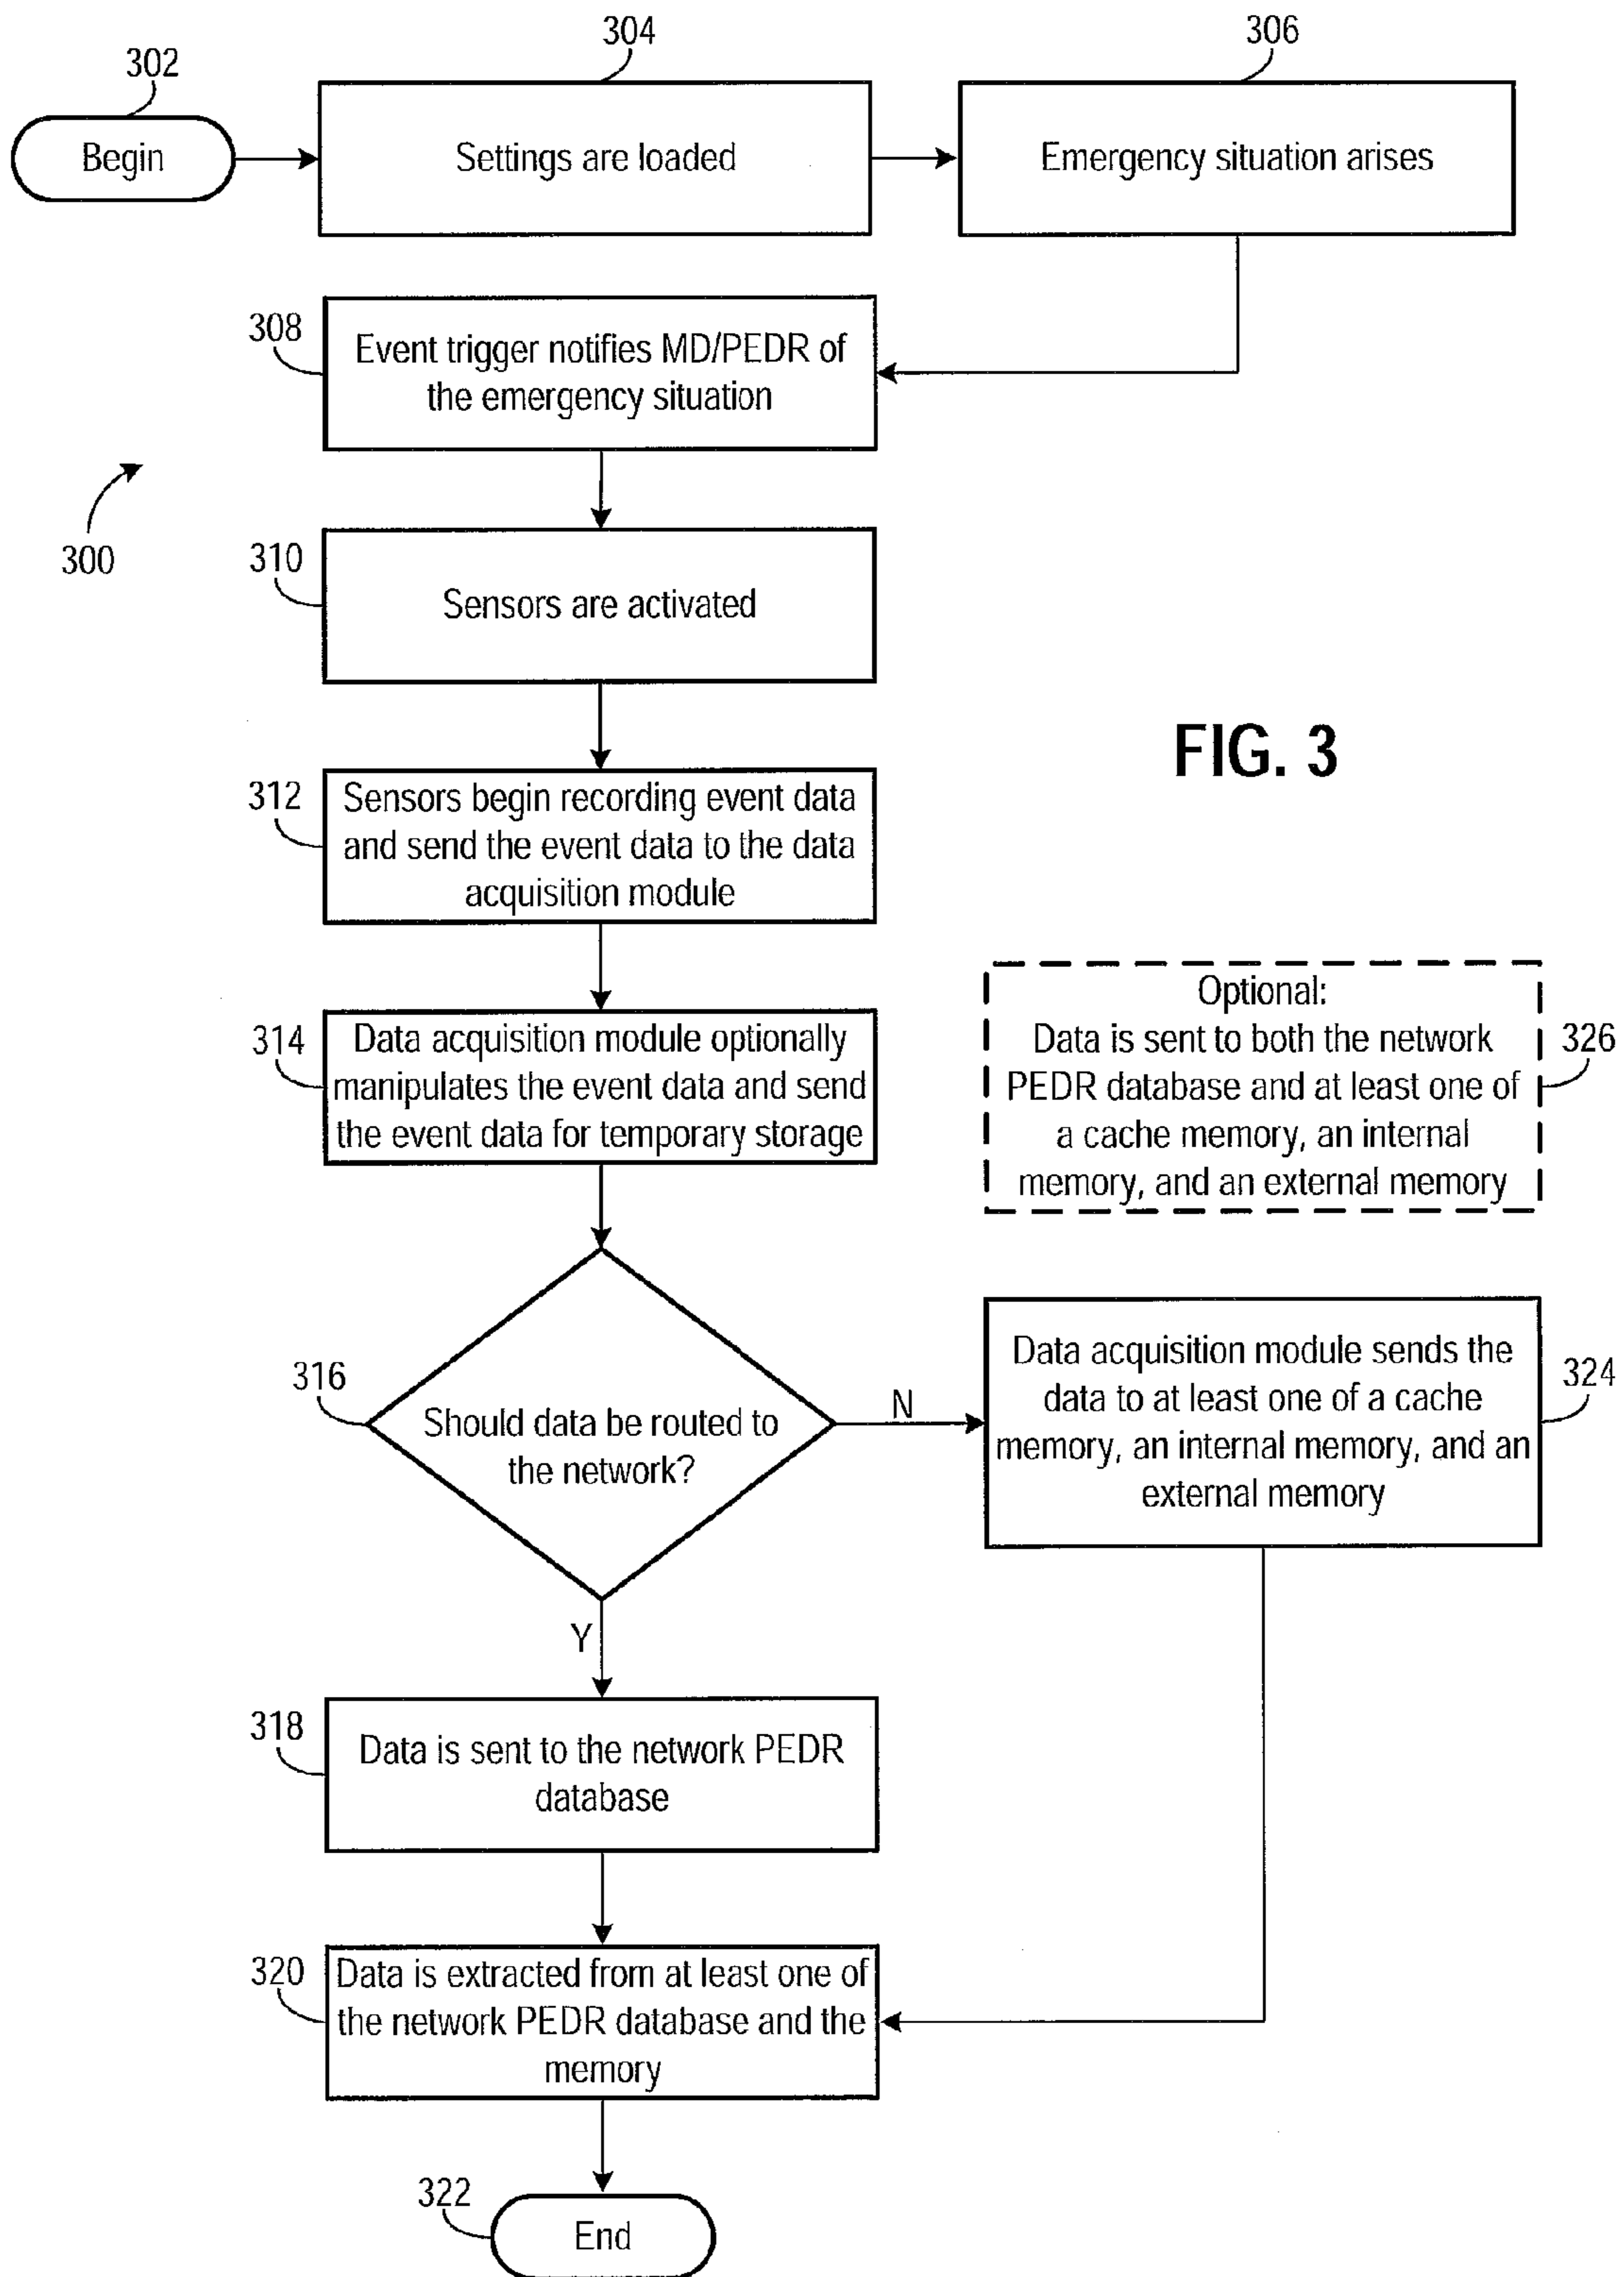 302
Begin
304
Settings are loaded
306
Emergency situation arises
308
Event trigger notifies MD/PEDR of
the emergency situation
300
310
Sensors are activated
FIG. 3
312
Sensors begin recording event data
and send the event data to the data
acquisition module
314
Data acquisition module optionally
manipulates the event data and send
the event data for temporary storage
Optional:
Data is sent to both the network
PEDR database and at least one of
a cache memory, an internal
memory, and an external memory
326
316
Should data be routed to
the network?
N
Data acquisition module sends the
data to at least one of a cache
memory, an internal memory, and an
external memory
324
Y
318
Data is sent to the network PEDR
database
320
Data is extracted from at least one of
the network PEDR database and the
memory
322
End